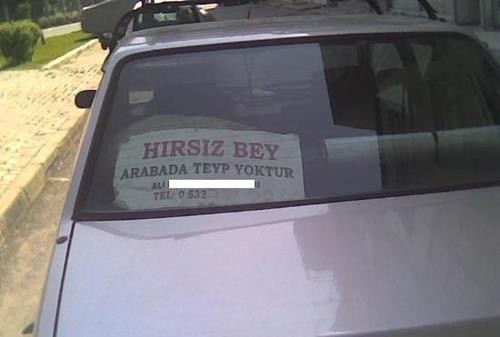 HIRSIZ BEY
ARABADA TEYP YOKTUR
ALİ
TEL: 0 532